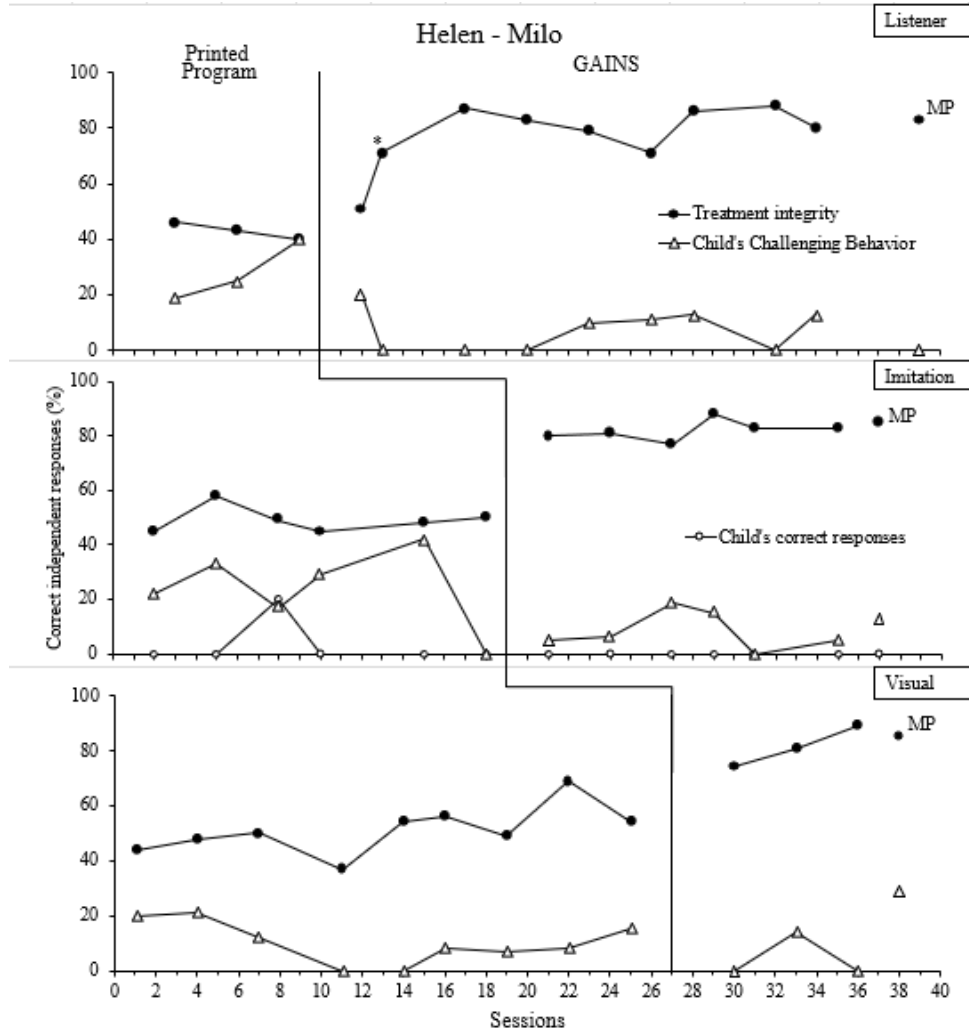 Listener
Helen - Milo
Printed
Program
GAINS
MP
*
Treatment integrity
Child's Challenging Behavior
100
80
60
40
20
0
Imitation
MP
Child's correct responses
100
80
60
40
20
0
Correct independent responses (%)
Visual
MP
100
80
60
40
20
0
0 2 4 6 8 10 12 14 16 18 20 22 24 26 28 30 32 34 36 38 40
Sessions